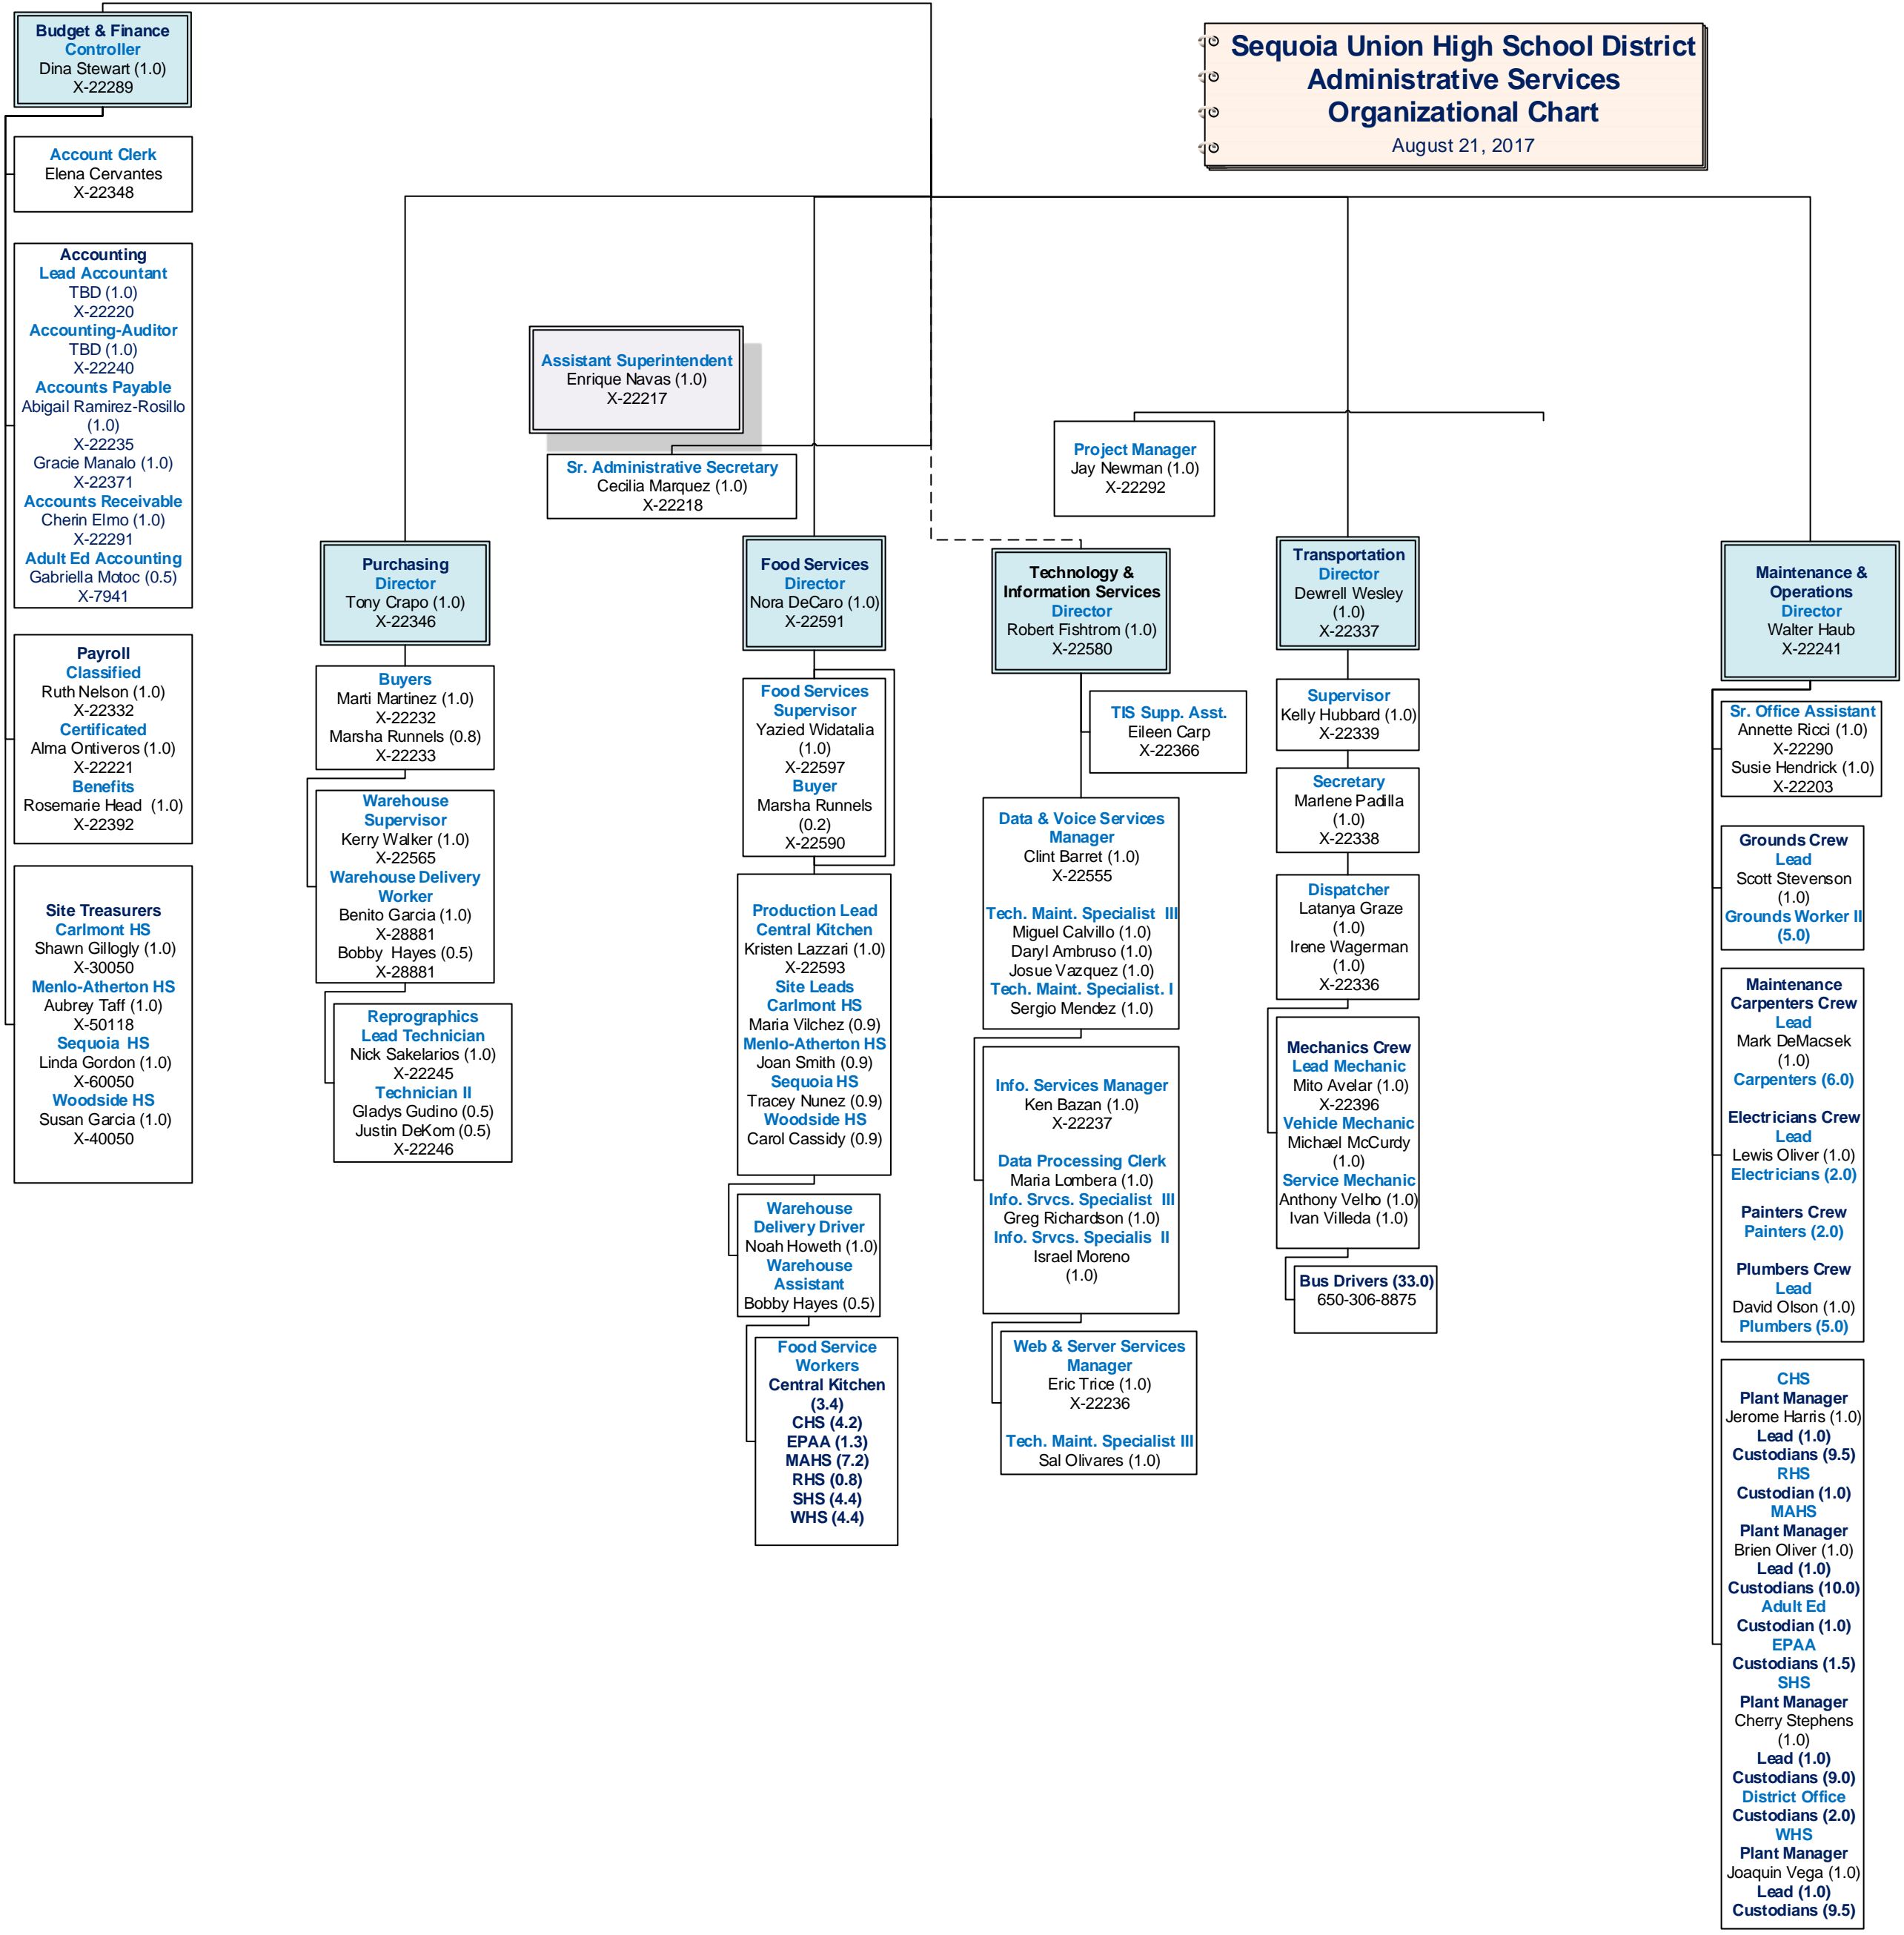 Sequoia Union High School District
Administrative Services
Organizational Chart
August 21, 2017
Budget & Finance
Controller
Dina Stewart (1.0)
X-22289
Account Clerk
Elena Cervantes
X-22348
Accounting
Lead Accountant
TBD (1.0)
X-22220
Accounting-Auditor
TBD (1.0)
X-22240
Accounts Payable
Abigail Ramirez-Rosillo
(1.0)
X-22235
Gracie Manalo (1.0)
X-22371
Accounts Receivable
Cherin Elmo (1.0)
X-22291
Adult Ed Accounting
Gabriella Motoc (0.5)
X-7941
Payroll
Classified
Ruth Nelson (1.0)
X-22332
Certificated
Alma Ontiveros (1.0)
X-22221
Benefits
Rosemarie Head (1.0)
X-22392
Site Treasurers
Carlmont HS
Shawn Gillogly (1.0)
X-30050
Menlo-Atherton HS
Aubrey Taff (1.0)
X-50118
Sequoia HS
Linda Gordon (1.0)
X-60050
Woodside HS
Susan Garcia (1.0)
X-40050
Assistant Superintendent
Enrique Navas (1.0)
X-22217
Sr. Administrative Secretary
Cecilia Marquez (1.0)
X-22218
Project Manager
Jay Newman (1.0)
X-22292
Purchasing
Director
Tony Crapo (1.0)
X-22346
Buyers
Marti Martinez (1.0)
X-22232
Marsha Runnels (0.8)
X-22233
Warehouse
Supervisor
Kerry Walker (1.0)
X-22565
Warehouse Delivery
Worker
Benito Garcia (1.0)
X-28881
Bobby Hayes (0.5)
X-28881
Reprographics
Lead Technician
Nick Sakelarios (1.0)
X-22245
Technician II
Gladys Gudino (0.5)
Justin DeKom (0.5)
X-22246
Food Services
Director
Nora DeCaro (1.0)
X-22591
Food Services
Supervisor
Yazied Widatalia
(1.0)
X-22597
Buyer
Marsha Runnels
(0.2)
X-22590
Production Lead
Central Kitchen
Kristen Lazzari (1.0)
X-22593
Site Leads
Carlmont HS
Maria Vilchez (0.9)
Menlo-Atherton HS
Joan Smith (0.9)
Sequoia HS
Tracey Nunez (0.9)
Woodside HS
Carol Cassidy (0.9)
Warehouse
Delivery Driver
Noah Howeth (1.0)
Warehouse
Assistant
Bobby Hayes (0.5)
Food Service
Workers
Central Kitchen
(3.4)
CHS (4.2)
EPAA (1.3)
MAHS (7.2)
RHS (0.8)
SHS (4.4)
WHS (4.4)
Technology &
Information Services
Director
Robert Fishtrom (1.0)
X-22580
TIS Supp. Asst.
Eileen Carp
X-22366
Data & Voice Services
Manager
Clint Barret (1.0)
X-22555
Tech. Maint. Specialist III
Miguel Calvillo (1.0)
Daryl Ambruso (1.0)
Josue Vazquez (1.0)
Tech. Maint. Specialist. I
Sergio Mendez (1.0)
Info. Services Manager
Ken Bazan (1.0)
X-22237
Data Processing Clerk
Maria Lombera (1.0)
Info. Srvcs. Specialist III
Greg Richardson (1.0)
Info. Srvcs. Specialis II
Israel Moreno
(1.0)
Web & Server Services
Manager
Eric Trice (1.0)
X-22236
Tech. Maint. Specialist III
Sal Olivares (1.0)
Transportation
Director
Dewrell Wesley
(1.0)
X-22337
Supervisor
Kelly Hubbard (1.0)
X-22339
Secretary
Marlene Padilla
(1.0)
X-22338
Dispatcher
Latanya Graze
(1.0)
Irene Wagerman
(1.0)
X-22336
Mechanics Crew
Lead Mechanic
Mito Avelar (1.0)
X-22396
Vehicle Mechanic
Michael McCurdy
(1.0)
Service Mechanic
Anthony Velho (1.0)
Ivan Villeda (1.0)
Bus Drivers (33.0)
650-306-8875
Maintenance &
Operations
Director
Walter Haub
X-22241
Sr. Office Assistant
Annette Ricci (1.0)
X-22290
Susie Hendrick (1.0)
X-22203
Grounds Crew
Lead
Scott Stevenson
(1.0)
Grounds Worker II
(5.0)
Maintenance
Carpenters Crew
Lead
Mark DeMacsek
(1.0)
Carpenters (6.0)
Electricians Crew
Lead
Lewis Oliver (1.0)
Electricians (2.0)
Painters Crew
Painters (2.0)
Plumbers Crew
Lead
David Olson (1.0)
Plumbers (5.0)
CHS
Plant Manager
Jerome Harris (1.0)
Lead (1.0)
Custodians (9.5)
RHS
Custodian (1.0)
MAHS
Plant Manager
Brien Oliver (1.0)
Lead (1.0)
Custodians (10.0)
Adult Ed
Custodian (1.0)
EPAA
Custodians (1.5)
SHS
Plant Manager
Cherry Stephens
(1.0)
Lead (1.0)
Custodians (9.0)
District Office
Custodians (2.0)
WHS
Plant Manager
Joaquin Vega (1.0)
Lead (1.0)
Custodians (9.5)